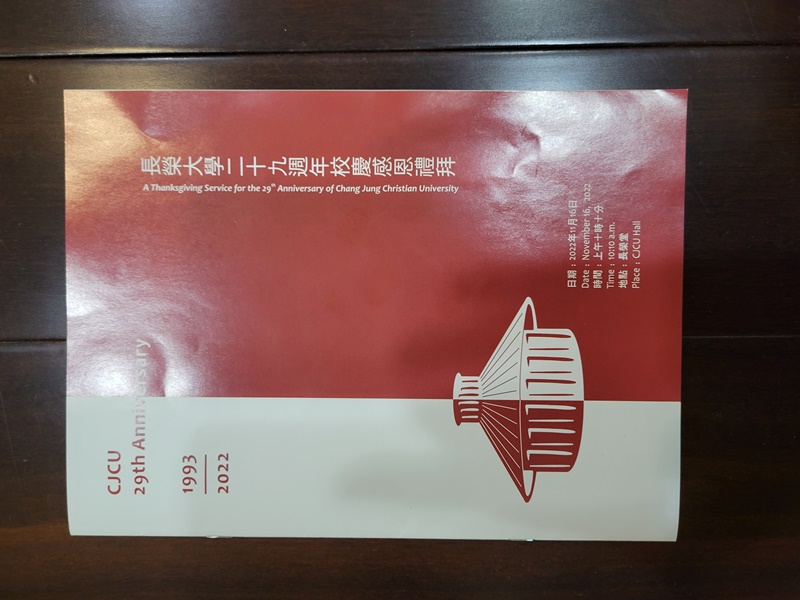 長榮大學二十九週年校慶感恩禮拜
A Thanksgiving Service for the 29th Anniversary of Chang Jung Christian University
日期：2022年11月16日
Date：November 16, 2022
時間：上午十時十分
Time：10:10 a.m.
地點：長榮堂
Place：CJCU Hall
CJCU
29th Anniversary
1993
2022